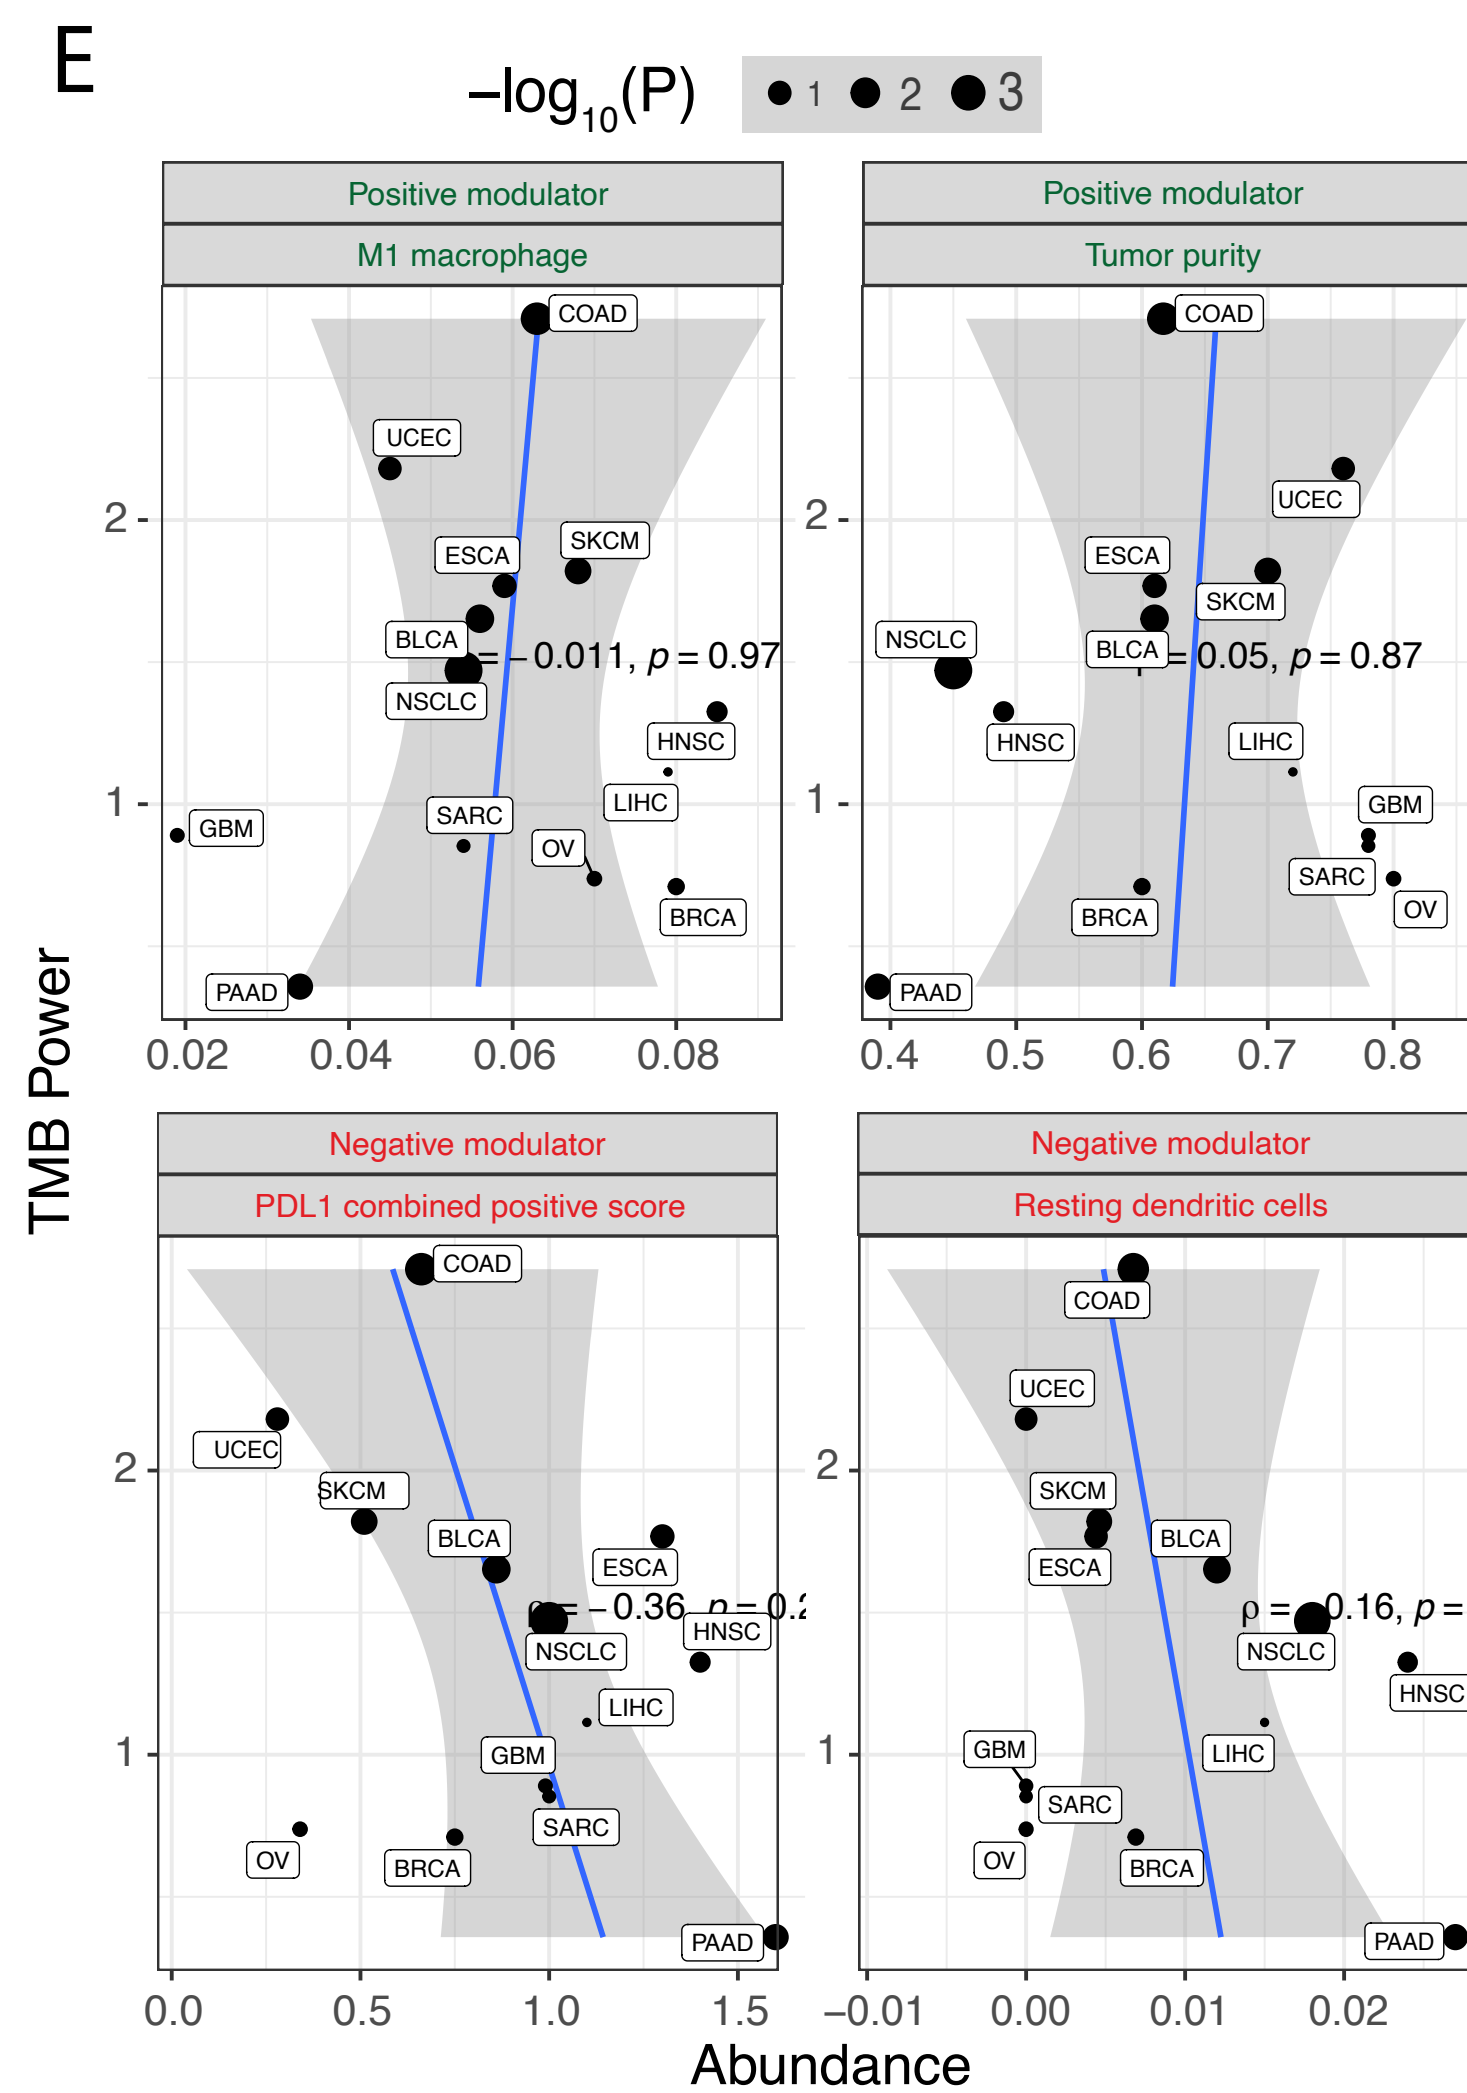 E
−log10(P) 1 2 3
Positive modulator
M1 macrophage
COAD
UCEC
SKCM
ESCA
BLCA
= −0.011, p = 0.97
NSCLC
HNSC
LIHC
SARC
GBM
OV
BRCA
PAAD
2
1
0.02 0.04 0.06 0.08
Positive modulator
Tumor purity
COAD
UCEC
ESCA
SKCM
NSCLC
BLCA
= 0.05, p = 0.87
HNSC
LIHC
GBM
SARC
OV
BRCA
PAAD
2
1
0.4 0.5 0.6 0.7 0.8
TMB Power
Negative modulator
PDL1 combined positive score
COAD
UCEC
SKCM
BLCA
ESCA
ρ = −0.36, p = 0.2
HNSC
NSCLC
LIHC
GBM
SARC
OV
BRCA
PAAD
2
1
0.0 0.5 1.0 1.5
Negative modulator
Resting dendritic cells
COAD
UCEC
SKCM
BLCA
ESCA
ρ = 0.16, p =
NSCLC
HNSC
LIHC
GBM
SARC
OV
BRCA
PAAD
2
1
−0.01 0.00 0.01 0.02
Abundance